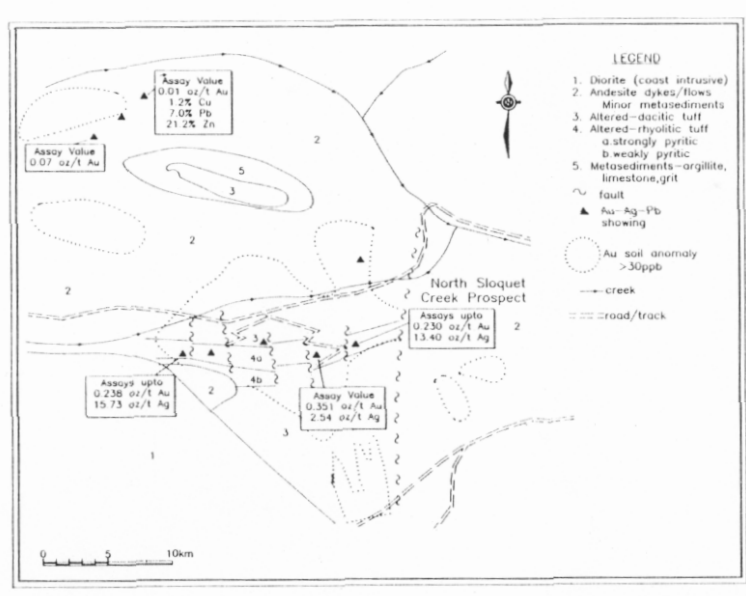 Assay Value
0.01 oz/t Au
1.2% Cu
7.0% Pb
21.2% Zn
Assay Value
0.07 oz/t Au
2
5
3
2
2
North Sloquet
Creek Prospect
2
Assays upto
0.230 oz/t Au
13.40 oz/t Ag
3
4a
4b
2
Assays upto
0.238 oz/t Au
15.73 oz/t Ag
Assay Value
0.351 oz/t Au
2.54 oz/t Ag
3
1
0 5 10km
LEGEND
1. Diorite (coast intrusive)
2. Andesite dykes/flows
Minor metasediments
3. Altered-dacitic tuff
4. Altered-rhyolitic tuff
a.strongly pyritic
b.weakly pyritic
5. Metasediments-argillite,
limestone,grit
fault
Au-Ag-Pb
showing
Au soil anomaly
>30ppb
creek
road/track